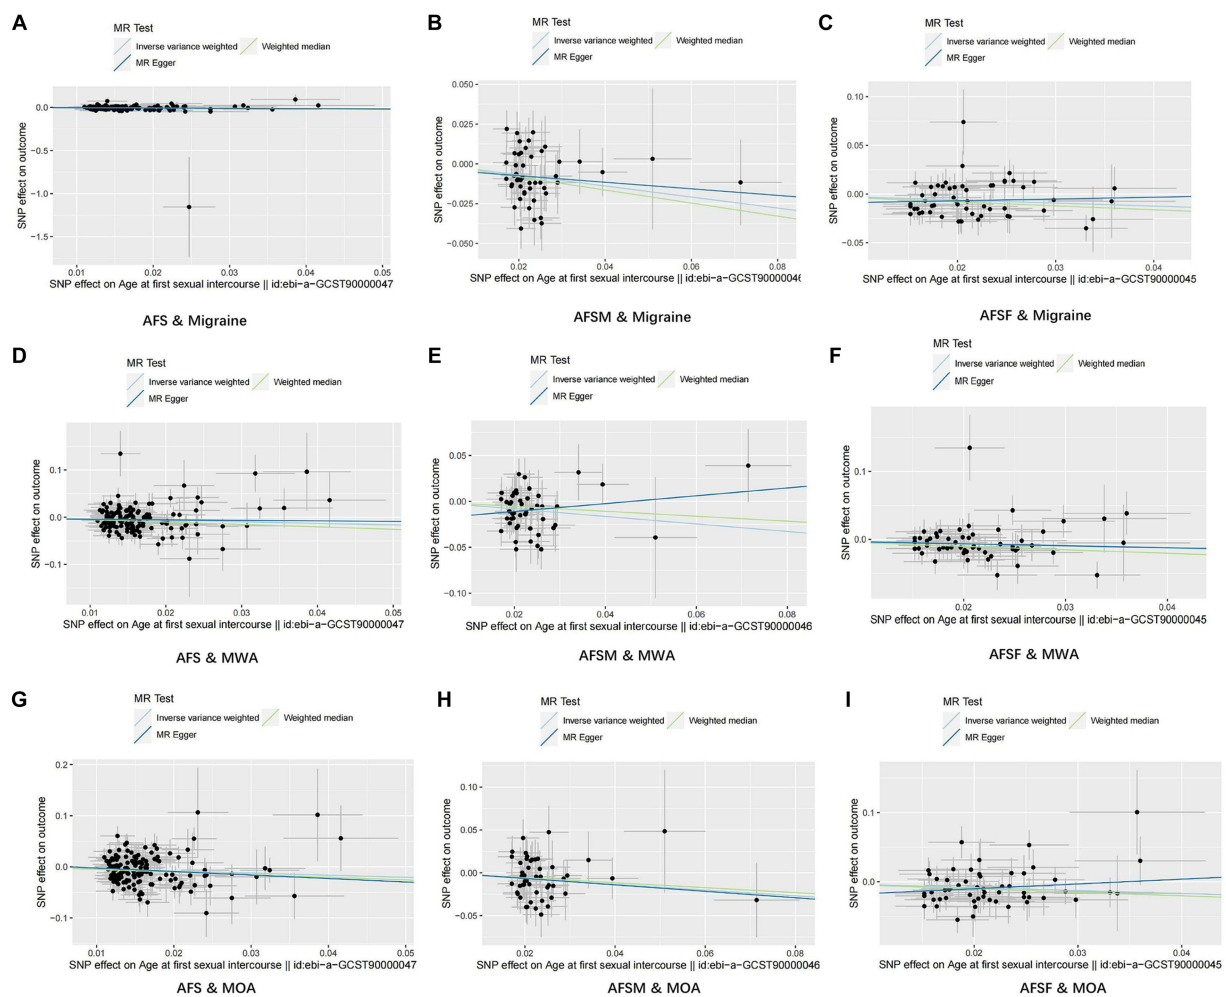 A
MR Test
Inverse variance weighted
Weighted median
MR Egger
0.0
−0.5
−1.0
−1.5
SNP effect on outcome
0.01 0.02 0.03 0.04 0.05
SNP effect on Age at first sexual intercourse || id:ebi-a-GCST90000047
AFS & Migraine
B
MR Test
Inverse variance weighted
Weighted median
MR Egger
0.050
0.025
0.000
−0.025
−0.050
SNP effect on outcome
0.02 0.04 0.06 0.08
SNP effect on Age at first sexual intercourse || id:ebi-a-GCST90000046
AFSM & Migraine
C
MR Test
Inverse variance weighted
Weighted median
MR Egger
0.10
0.05
0.00
−0.05
SNP effect on outcome
0.02 0.03 0.04
SNP effect on Age at first sexual intercourse || id:ebi-a-GCST90000045
AFSF & Migraine
D
MR Test
Inverse variance weighted
Weighted median
MR Egger
0.1
0.0
−0.1
SNP effect on outcome
0.01 0.02 0.03 0.04 0.05
SNP effect on Age at first sexual intercourse || id:ebi-a-GCST90000047
AFS & MWA
E
MR Test
Inverse variance weighted
Weighted median
MR Egger
0.05
0.00
−0.05
−0.10
SNP effect on outcome
0.02 0.04 0.06 0.08
SNP effect on Age at first sexual intercourse || id:ebi-a-GCST90000046
AFSM & MWA
F
MR Test
Inverse variance weighted
Weighted median
MR Egger
0.1
0.0
SNP effect on outcome
0.02 0.03 0.04
SNP effect on Age at first sexual intercourse || id:ebi-a-GCST90000045
AFSF & MWA
G
MR Test
Inverse variance weighted
Weighted median
MR Egger
0.2
0.1
0.0
−0.1
SNP effect on outcome
0.01 0.02 0.03 0.04 0.05
SNP effect on Age at first sexual intercourse || id:ebi-a-GCST90000047
AFS & MOA
H
MR Test
Inverse variance weighted
Weighted median
MR Egger
0.10
0.05
0.00
−0.05
SNP effect on outcome
0.02 0.04 0.06 0.08
SNP effect on Age at first sexual intercourse || id:ebi-a-GCST90000046
AFSM & MOA
I
MR Test
Inverse variance weighted
Weighted median
MR Egger
0.1
0.0
SNP effect on outcome
0.02 0.03 0.04
SNP effect on Age at first sexual intercourse || id:ebi-a-GCST90000045
AFSF & MOA